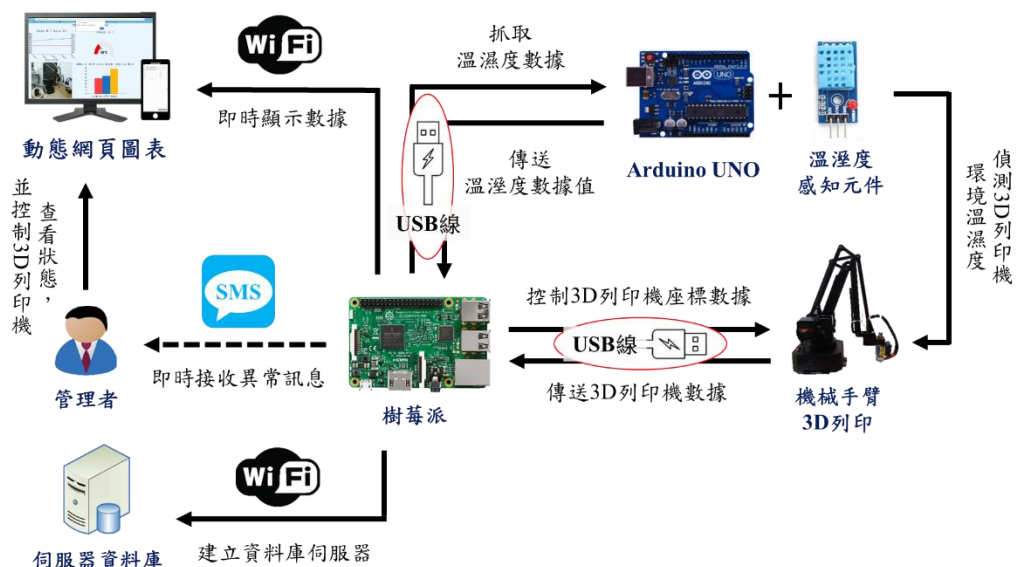 WiFi
抓取
溫濕度數據
即時顯示數據
動態網頁圖表
傳送
溫溼度數據值
USB線
UNO
ARDUINO
+
Arduino UNO
溫溼度
感知元件
偵測3D列印機
環境溫濕度
查看狀態，
並控制3D列印機
SMS
管理者
即時接收異常訊息
樹莓派
控制3D列印機座標數據
USB線
傳送3D列印機數據
機械手臂
3D列印
WiFi
伺服器資料庫
建立資料庫伺服器